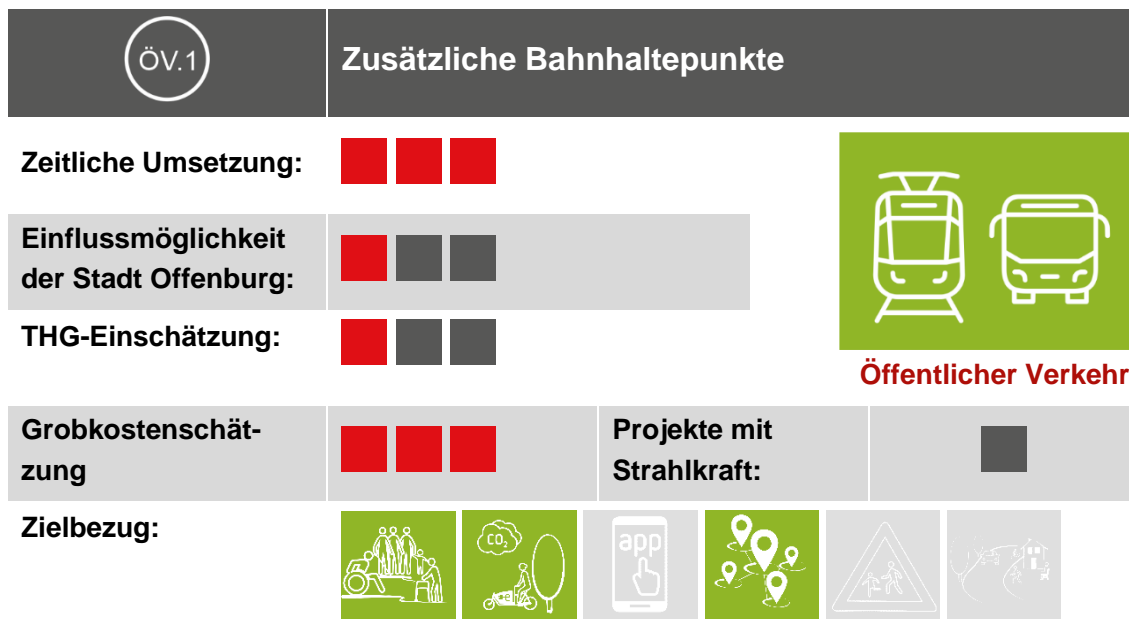 ÖV.1
Zusätzliche Bahnhaltepunkte
Zeitliche Umsetzung:
Einflussmöglichkeit
der Stadt Offenburg:
THG-Einschätzung:
Öffentlicher Verkehr
Grobkostenschät-
zung
Projekte mit
Strahlkraft:
Zielbezug:
CO₂
e
app